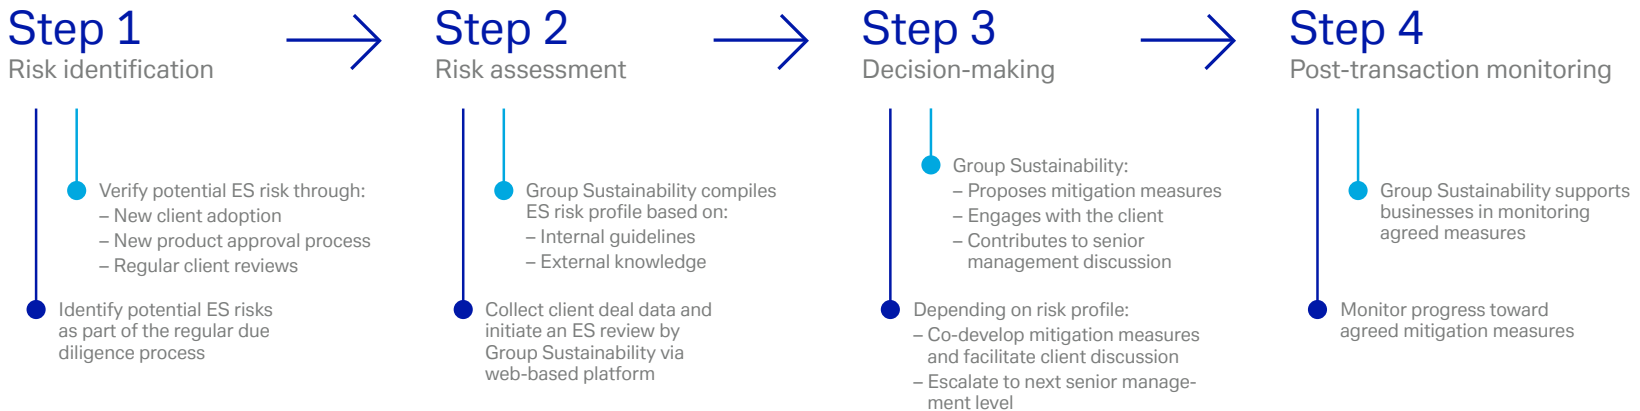 Step 1
Risk identification
Verify potential ES risk through:
– New client adoption
– New product approval process
– Regular client reviews
Identify potential ES risks
as part of the regular due
diligence process
Step 2
Risk assessment
Group Sustainability compiles
ES risk profile based on:
– Internal guidelines
– External knowledge
Collect client deal data and
initiate an ES review by
Group Sustainability via
web-based platform
Step 3
Decision-making
Group Sustainability:
– Proposes mitigation measures
– Engages with the client
– Contributes to senior
management discussion
Depending on risk profile:
– Co-develop mitigation measures
and facilitate client discussion
– Escalate to next senior manage-
ment level
Step 4
Post-transaction monitoring
Group Sustainability supports
businesses in monitoring
agreed measures
Monitor progress toward
agreed mitigation measures